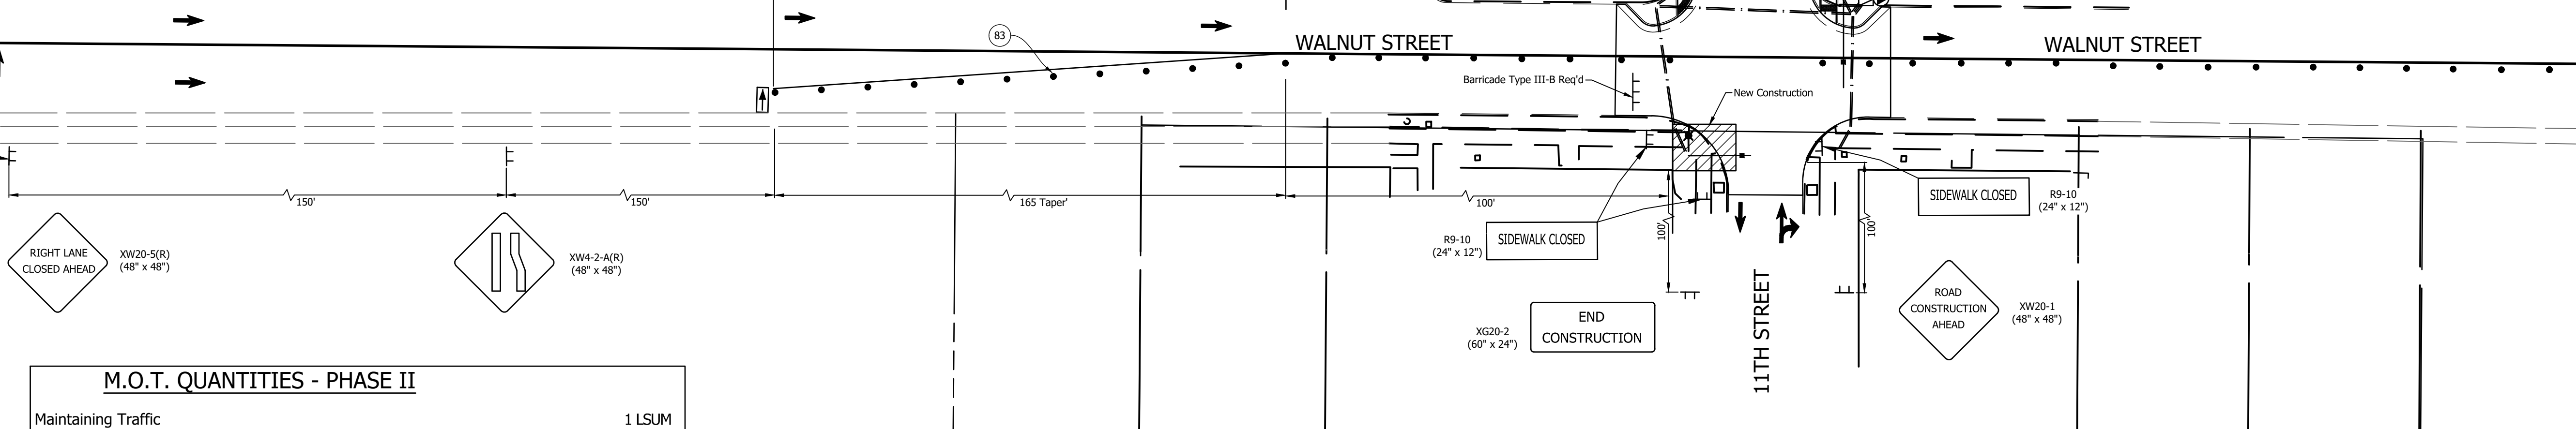 83
WALNUT STREET
WALNUT STREET
Barricade Type III-B Req'd
New Construction
150'
150'
165 Taper'
100'
100'
100'
RIGHT LANE
CLOSED AHEAD
XW20-5(R)
(48" x 48")
XW4-2-A(R)
(48" x 48")
R9-10
(24" x 12")
SIDEWALK CLOSED
SIDEWALK CLOSED
R9-10
(24" x 12")
XG20-2
(60" x 24")
END
CONSTRUCTION
11TH STREET
ROAD
CONSTRUCTION
AHEAD
XW20-1
(48" x 48")
M.O.T. QUANTITIES - PHASE II
Maintaining Traffic 1 LSUM